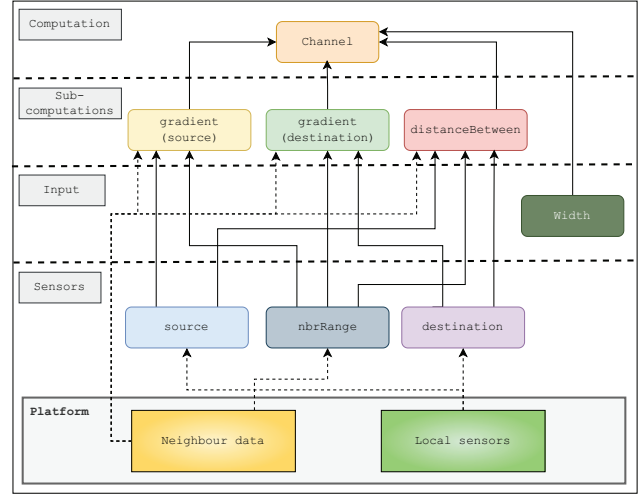 Computation
Channel
Sub-
computations
gradient
(source)
gradient
(destination)
distanceBetween
Input
Width
Sensors
source
nbrRange
destination
Platform
Neighbour data
Local sensors